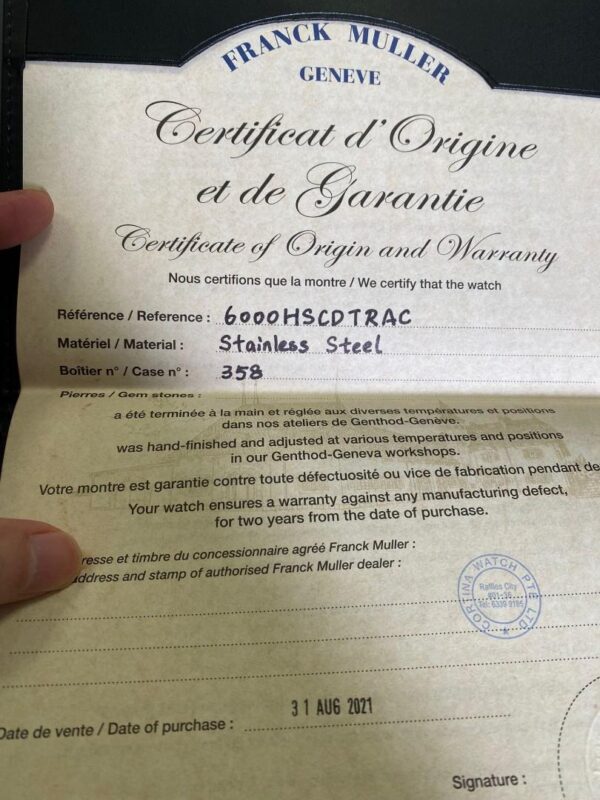 FRANCK MULLER
GENEVE
Certificat d'Origine
et de Garantie
Certificate of Origin and Warranty
Nous certifions que la montre / We certify that the watch
Référence / Reference : 6000HSCDTRAC
Matériel / Material : Stainless Steel
Boîtier n° / Case n° : 358
Pierres / Gem stones :
a été terminée à la main et réglée aux diverses températures et positions
dans nos ateliers de Genthod-Genève.
was hand-finished and adjusted at various temperatures and positions
in our Genthod-Geneva workshops.
Votre montre est garantie contre toute défectuosité ou vice de fabrication pendant de
Your watch ensures a warranty against any manufacturing defect,
for two years from the date of purchase.
resse et timbre du concessionnaire agréé Franck Muller :
address and stamp of authorised Franck Muller dealer :
CORTINA WATCH PTE LTD
Raffles City
Tel: 6339 9185
Date de vente / Date of purchase : 31 AUG 2021
Signature :